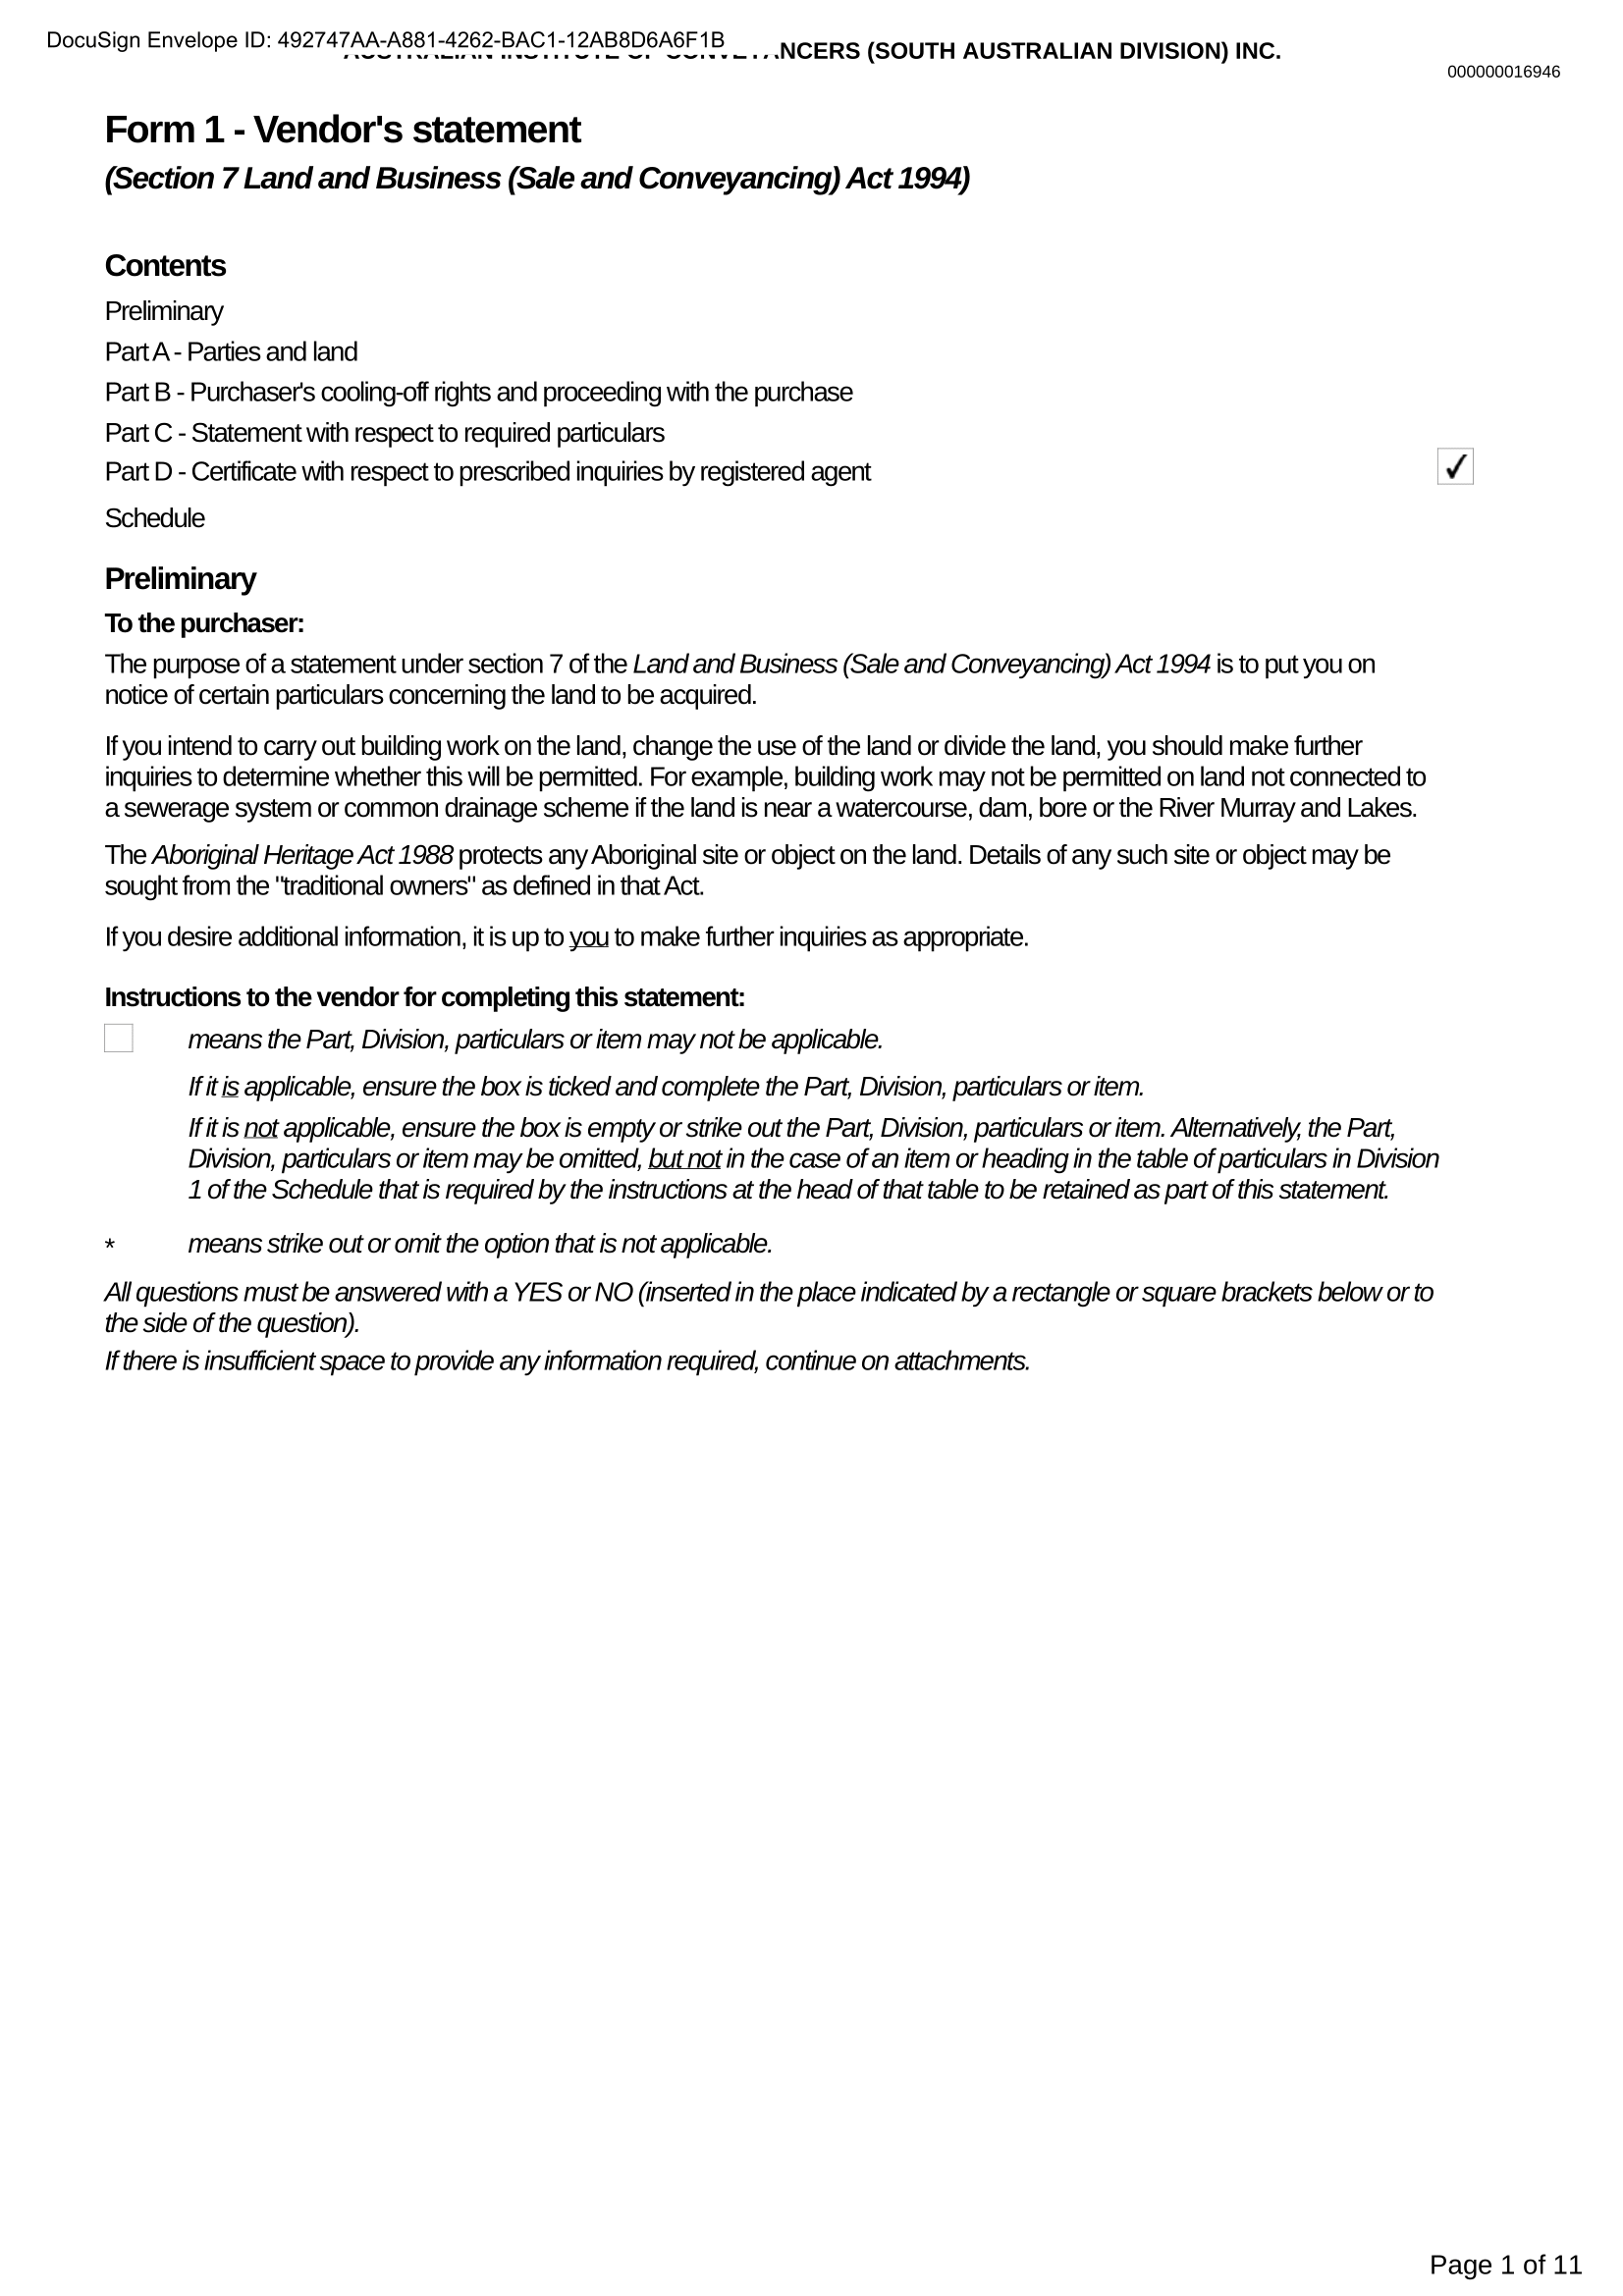 DocuSign Envelope ID: 492747AA-A881-4262-BAC1-12AB8D6A6F1B
AUSTRALIAN INSTITUTE OF CONVEYANCERS (SOUTH AUSTRALIAN DIVISION) INC.
000000016946
Form 1 - Vendor's statement
(Section 7 Land and Business (Sale and Conveyancing) Act 1994)
Contents
Preliminary
Part A - Parties and land
Part B - Purchaser's cooling-off rights and proceeding with the purchase
Part C - Statement with respect to required particulars
Part D - Certificate with respect to prescribed inquiries by registered agent
Schedule
Preliminary
To the purchaser:
The purpose of a statement under section 7 of the Land and Business (Sale and Conveyancing) Act 1994 is to put you on
notice of certain particulars concerning the land to be acquired.
If you intend to carry out building work on the land, change the use of the land or divide the land, you should make further
inquiries to determine whether this will be permitted. For example, building work may not be permitted on land not connected to
a sewerage system or common drainage scheme if the land is near a watercourse, dam, bore or the River Murray and Lakes.
The Aboriginal Heritage Act 1988 protects any Aboriginal site or object on the land. Details of any such site or object may be
sought from the "traditional owners" as defined in that Act.
If you desire additional information, it is up to you to make further inquiries as appropriate.
Instructions to the vendor for completing this statement:
means the Part, Division, particulars or item may not be applicable.
If it is applicable, ensure the box is ticked and complete the Part, Division, particulars or item.
If it is not applicable, ensure the box is empty or strike out the Part, Division, particulars or item. Alternatively, the Part,
Division, particulars or item may be omitted, but not in the case of an item or heading in the table of particulars in Division
1 of the Schedule that is required by the instructions at the head of that table to be retained as part of this statement.
* means strike out or omit the option that is not applicable.
All questions must be answered with a YES or NO (inserted in the place indicated by a rectangle or square brackets below or to
the side of the question).
If there is insufficient space to provide any information required, continue on attachments.
Page 1 of 11